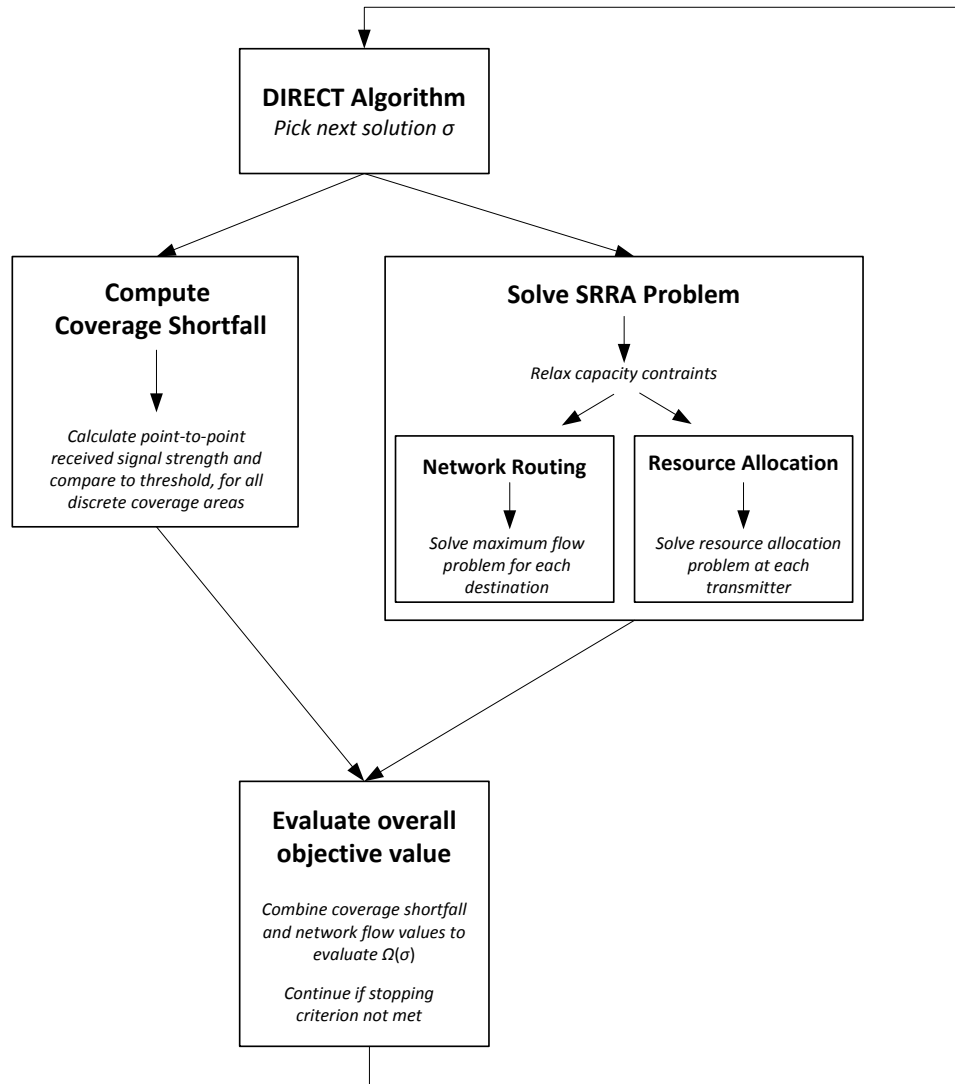 DIRECT Algorithm
Pick next solution σ
Compute
Coverage Shortfall
Calculate point-to-point
received signal strength and
compare to threshold, for all
discrete coverage areas
Solve SRRA Problem
Relax capacity contraints
Network Routing
Solve maximum flow
problem for each
destination
Resource Allocation
Solve resource allocation
problem at each
transmitter
Evaluate overall
objective value
Combine coverage shortfall
and network flow values to
evaluate Ω(σ)
Continue if stopping
criterion not met